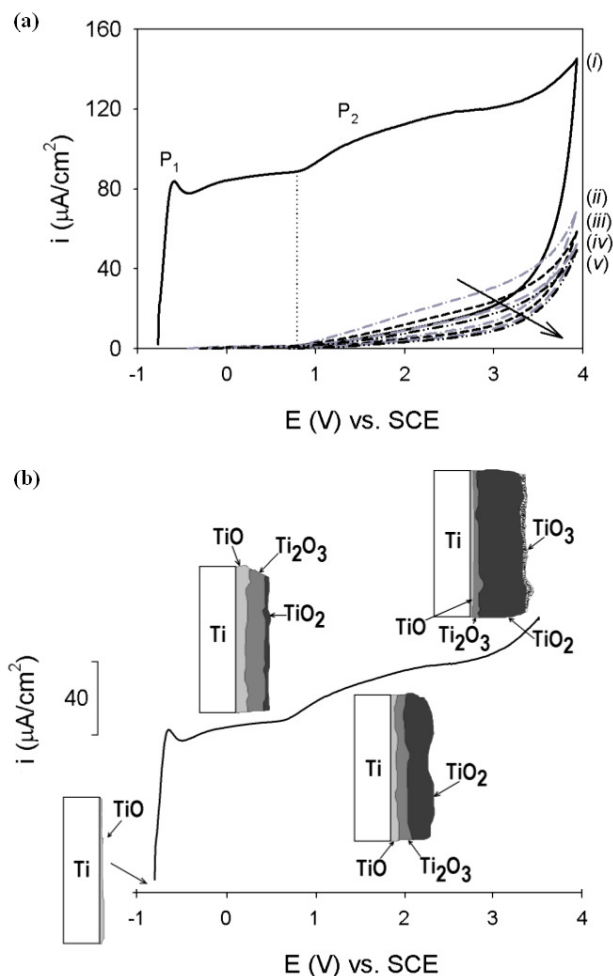 (a)
160
120
80
40
0
i (μA/cm²)
P₁
P₂
(i)
(ii)
(iii)
(iv)
(v)
-1 0 1 2 3 4
E (V) vs. SCE
(b)
TiO₃
Ti
TiO
Ti₂O₃
TiO₂
TiO
Ti₂O₃
TiO₂
Ti
40
i (μA/cm²)
Ti
TiO₂
TiO Ti₂O₃
TiO
Ti
-1 0 1 2 3 4
E (V) vs. SCE